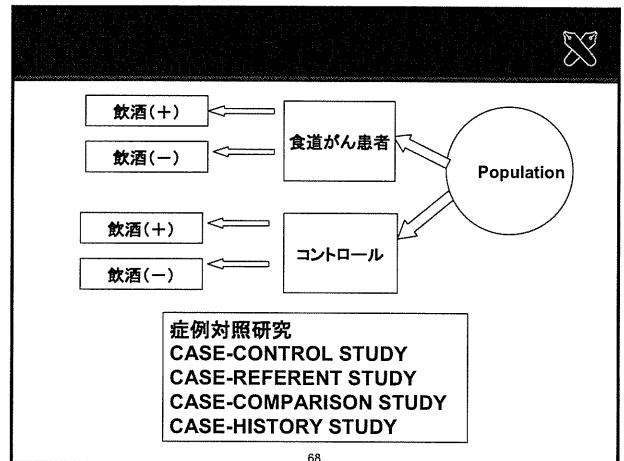 飲酒(+)
飲酒(-)
食道がん患者
Population
飲酒(+)
飲酒(-)
コントロール
症例対照研究
CASE-CONTROL STUDY
CASE-REFERENT STUDY
CASE-COMPARISON STUDY
CASE-HISTORY STUDY
68